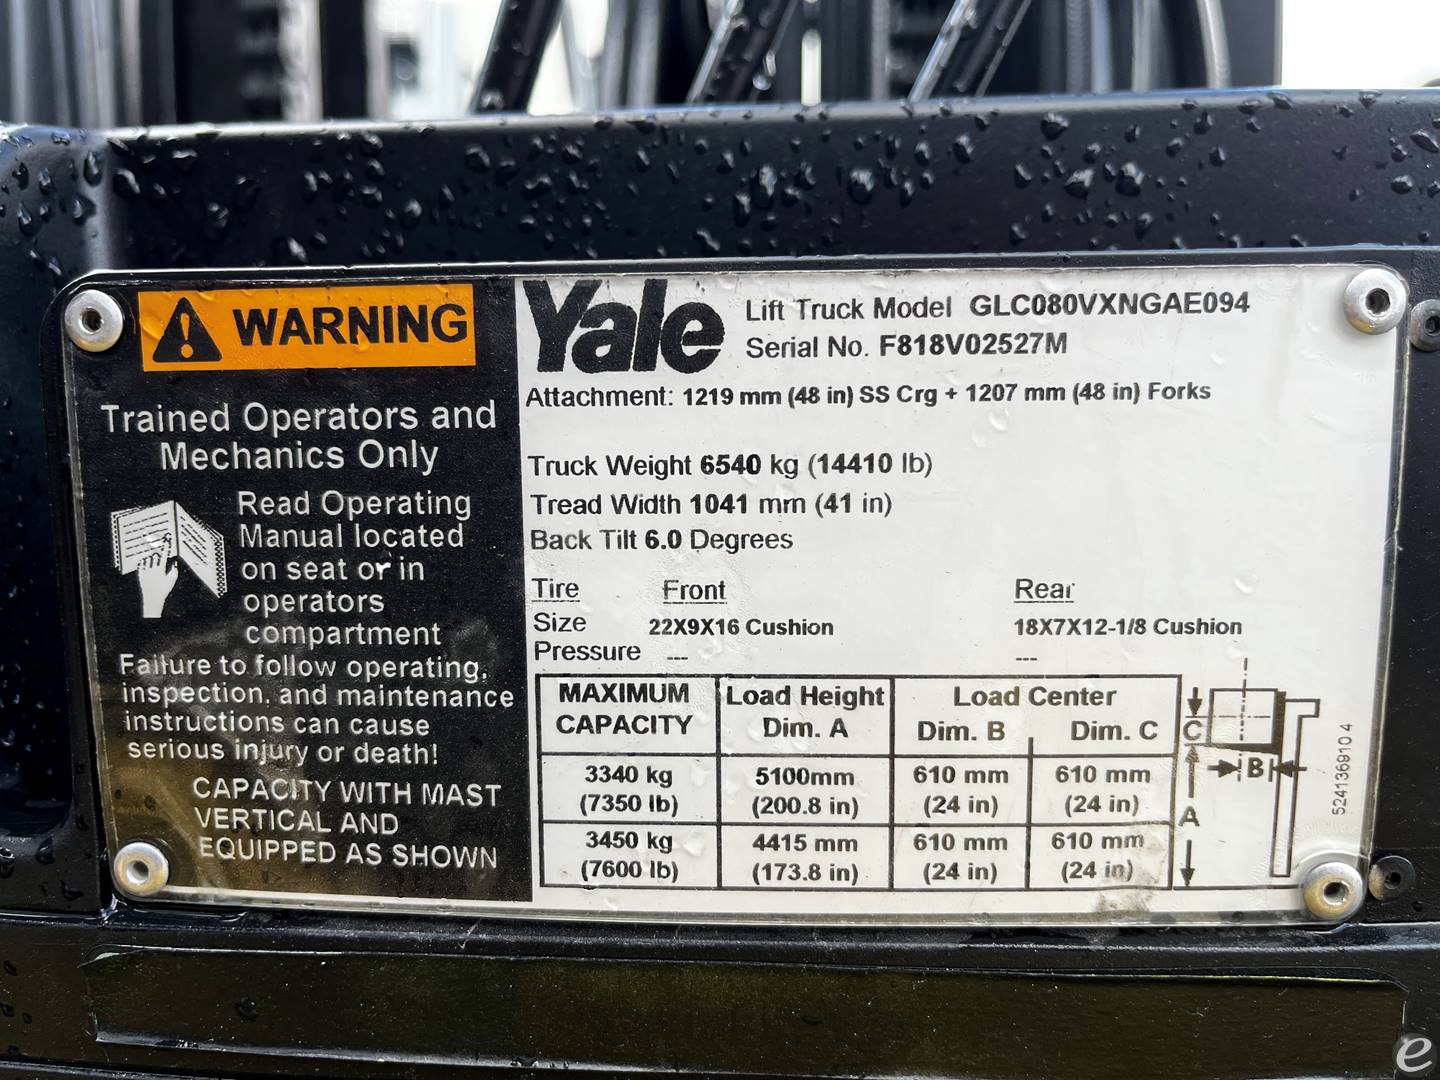 WARNING
Trained Operators and
Mechanics Only
Read Operating
Manual located
on seat or in
operators
compartment
Failure to follow operating,
inspection, and maintenance
instructions can cause
serious injury or death!
CAPACITY WITH MAST
VERTICAL AND
EQUIPPED AS SHOWN
Yale
Lift Truck Model GLC080VXNGAE094
Serial No. F818V02527M
Attachment: 1219 mm (48 in) SS Crg + 1207 mm (48 in) Forks
Truck Weight 6540 kg (14410 lb)
Tread Width 1041 mm (41 in)
Back Tilt 6.0 Degrees
Tire Front Rear
Size 22X9X16 Cushion 18X7X12-1/8 Cushion
Pressure --- ---
MAXIMUM CAPACITY Load Height Dim. A Load Center Dim. B Dim. C
3340 kg 5100mm 610 mm 610 mm
(7350 lb) (200.8 in) (24 in) (24 in)
3450 kg 4415 mm 610 mm 610 mm
(7600 lb) (173.8 in) (24 in) (24 in)
C
B
A
524136910 4
e